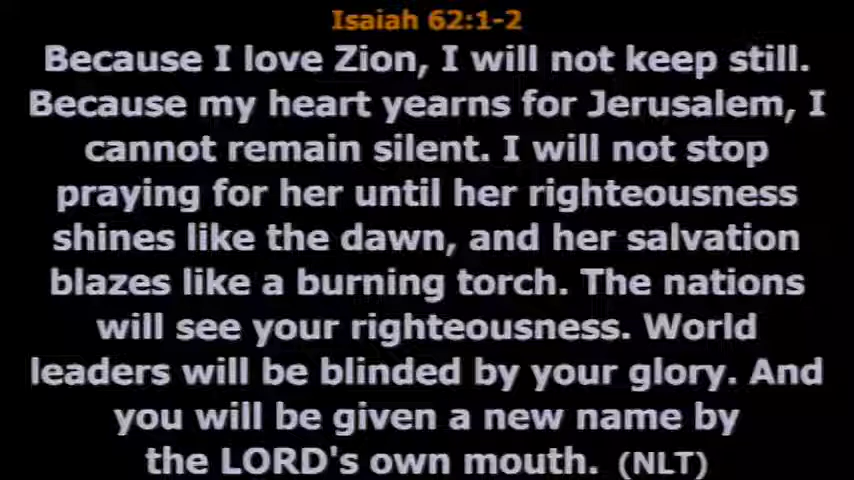 Isaiah 62:1-2
Because I love Zion, I will not keep still.
Because my heart yearns for Jerusalem, I
cannot remain silent. I will not stop
praying for her until her righteousness
shines like the dawn, and her salvation
blazes like a burning torch. The nations
will see your righteousness. World
leaders will be blinded by your glory. And
you will be given a new name by
the LORD's own mouth. (NLT)